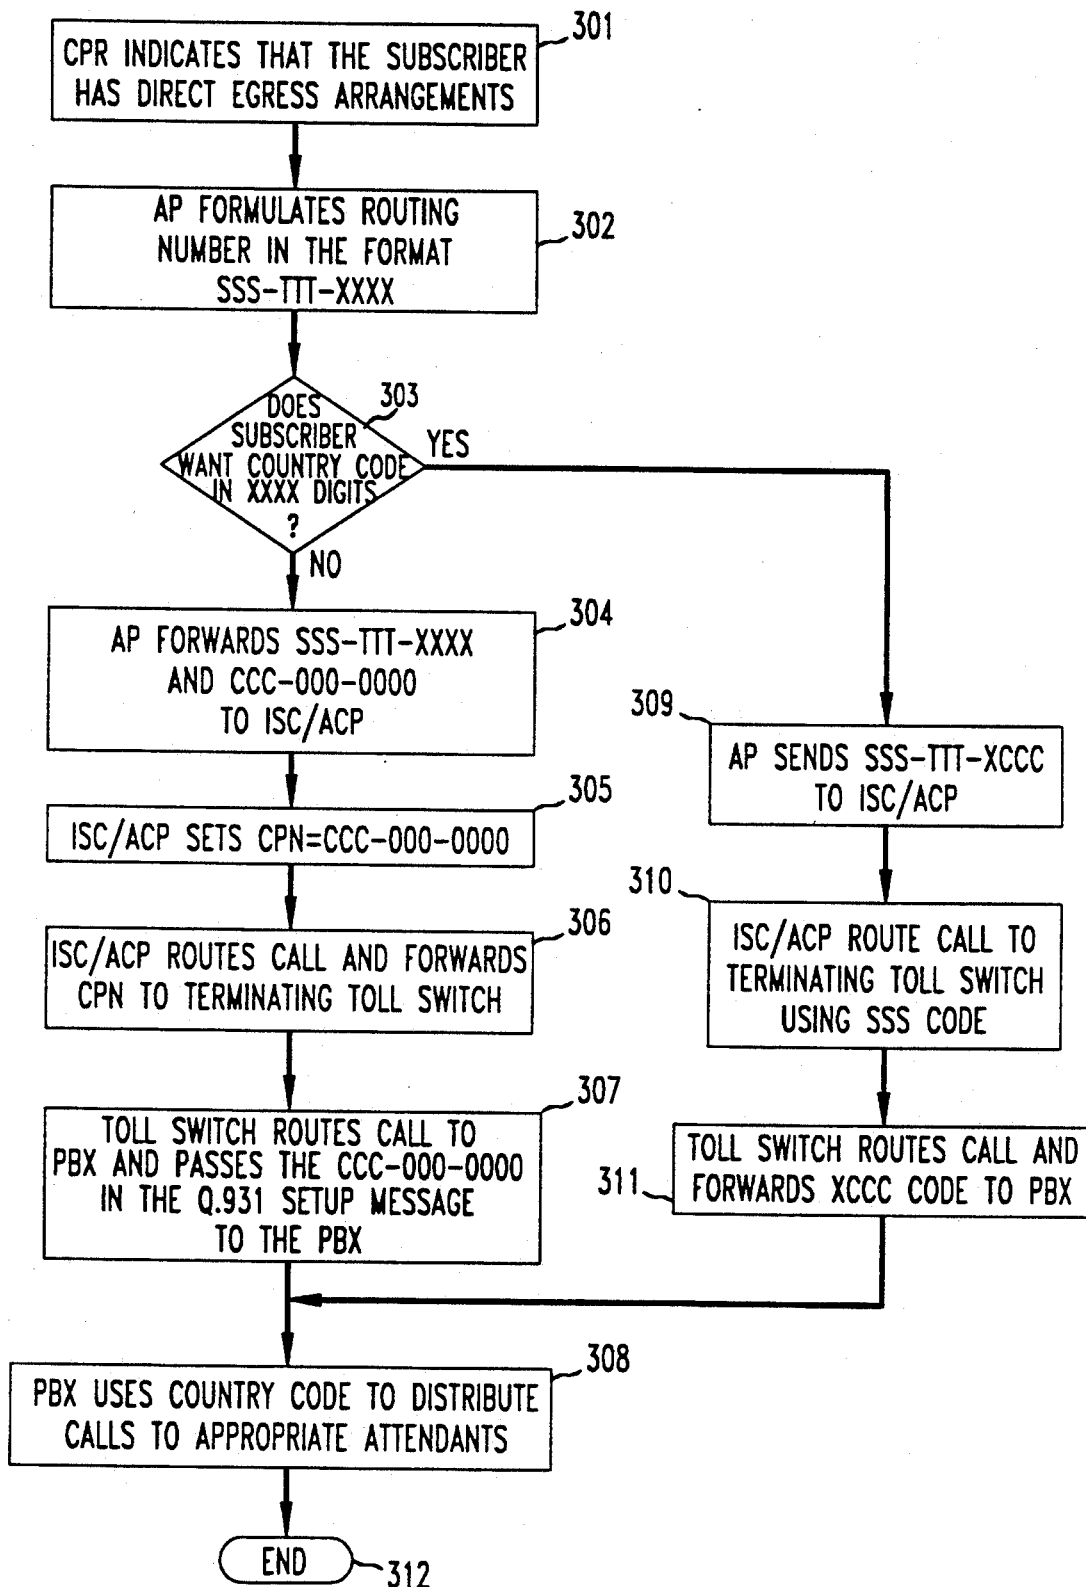 301
CPR INDICATES THAT THE SUBSCRIBER
HAS DIRECT EGRESS ARRANGEMENTS
302
AP FORMULATES ROUTING
NUMBER IN THE FORMAT
SSS-TTT-XXXX
303
DOES
SUBSCRIBER
WANT COUNTRY CODE
IN XXXX DIGITS
?
YES
NO
304
AP FORWARDS SSS-TTT-XXXX
AND CCC-000-0000
TO ISC/ACP
305
ISC/ACP SETS CPN=CCC-000-0000
306
ISC/ACP ROUTES CALL AND FORWARDS
CPN TO TERMINATING TOLL SWITCH
307
TOLL SWITCH ROUTES CALL TO
PBX AND PASSES THE CCC-000-0000
IN THE Q.931 SETUP MESSAGE
TO THE PBX
309
AP SENDS SSS-TTT-XCCC
TO ISC/ACP
310
ISC/ACP ROUTE CALL TO
TERMINATING TOLL SWITCH
USING SSS CODE
311
TOLL SWITCH ROUTES CALL AND
FORWARDS XCCC CODE TO PBX
308
PBX USES COUNTRY CODE TO DISTRIBUTE
CALLS TO APPROPRIATE ATTENDANTS
END
312